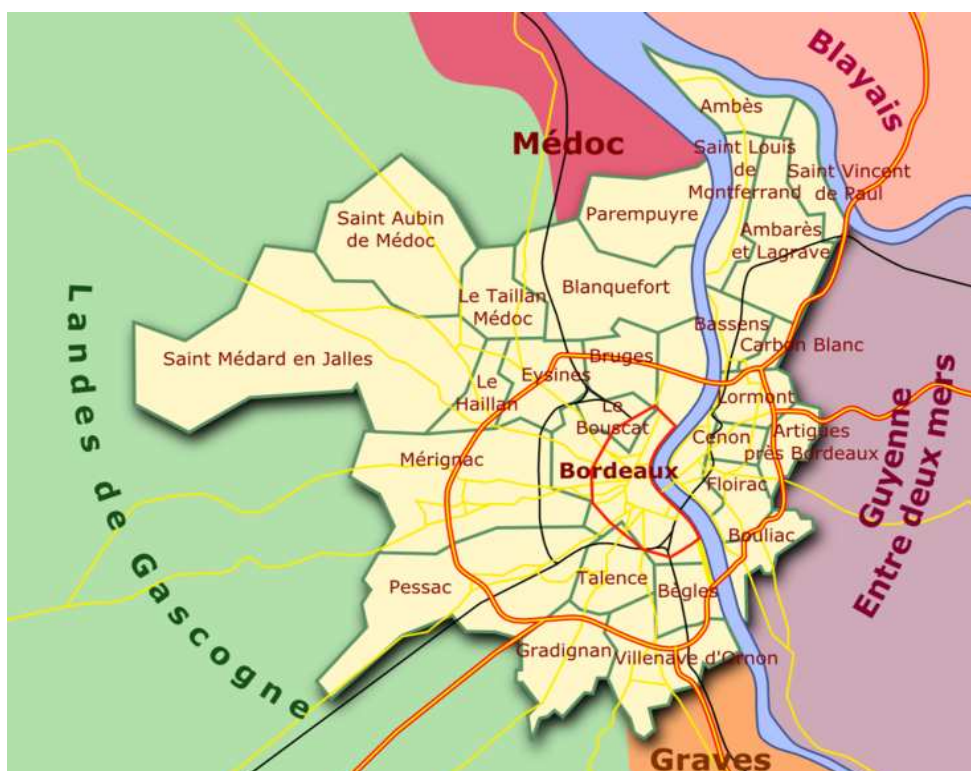 Blayais
Médoc
Ambès
Saint Louis
de
Montferrand
Saint Vincent
de Paul
Parempuyre
Saint Aubin
de Médoc
Ambarès
et Lagrave
Blanquefort
Le Taillan
Médoc
Bassens
Carbon Blanc
Saint Médard en Jalles
Bruges
Eysines
Le
Haillan
Lormont
Le
Bouscat
Cenon
Artigues
près Bordeaux
Mérignac
Bordeaux
Floirac
Bouliac
Pessac
Talence
Bègles
Gradignan
Villenave d'Ornon
Landes de Gascogne
Guyenne
Entre deux mers
Graves